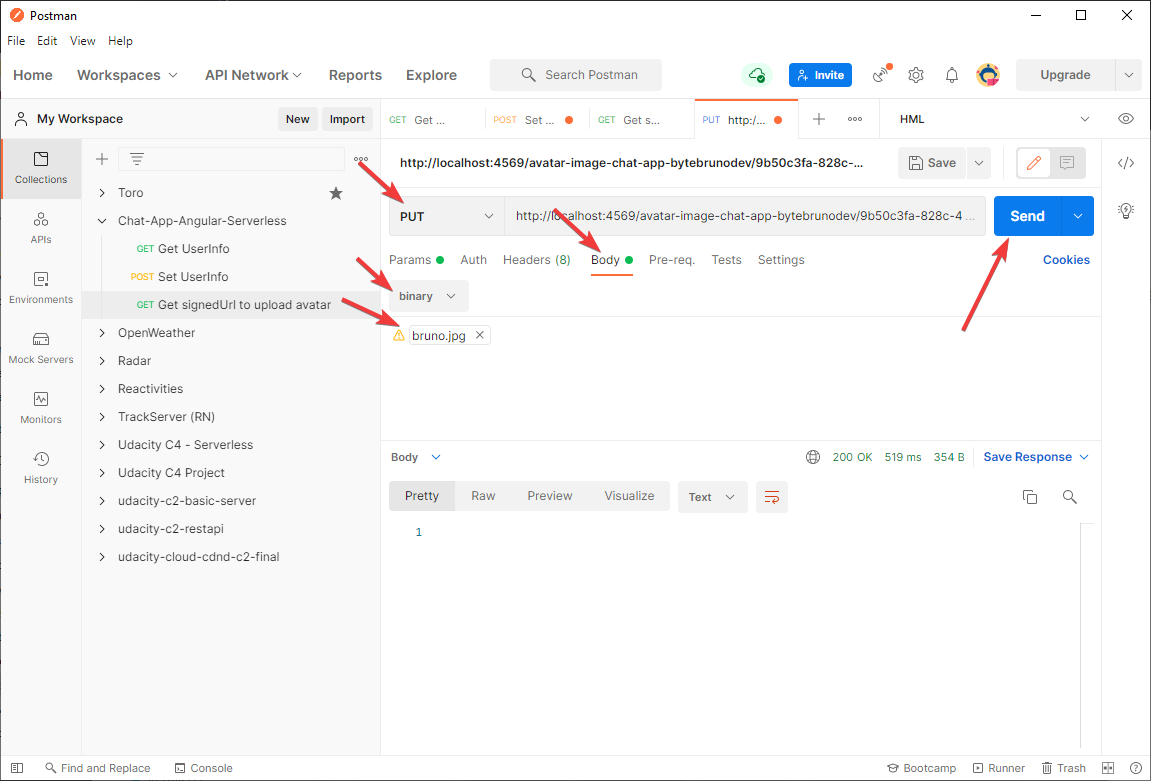 Postman
File Edit View Help
Home Workspaces API Network Reports Explore Search Postman Invite Upgrade
My Workspace New Import GET Get ... POST Set ... GET Get s... PUT http:/... HML
Collections
APIs
Environments
Mock Servers
Monitors
History
Toro
Chat-App-Angular-Serverless
GET Get UserInfo
POST Set UserInfo
GET Get signedUrl to upload avatar
OpenWeather
Radar
Reactivities
TrackServer (RN)
Udacity C4 - Serverless
Udacity C4 Project
udacity-c2-basic-server
udacity-c2-restapi
udacity-cloud-cdnd-c2-final
http://localhost:4569/avatar-image-chat-app-bytebrunodev/9b50c3fa-828c-... Save
PUT http://localhost:4569/avatar-image-chat-app-bytebrunodev/9b50c3fa-828c-4 ... Send
Params Auth Headers (8) Body Pre-req. Tests Settings Cookies
binary
bruno.jpg
Body 200 OK 519 ms 354 B Save Response
Pretty Raw Preview Visualize Text
1
Find and Replace Console Bootcamp Runner Trash